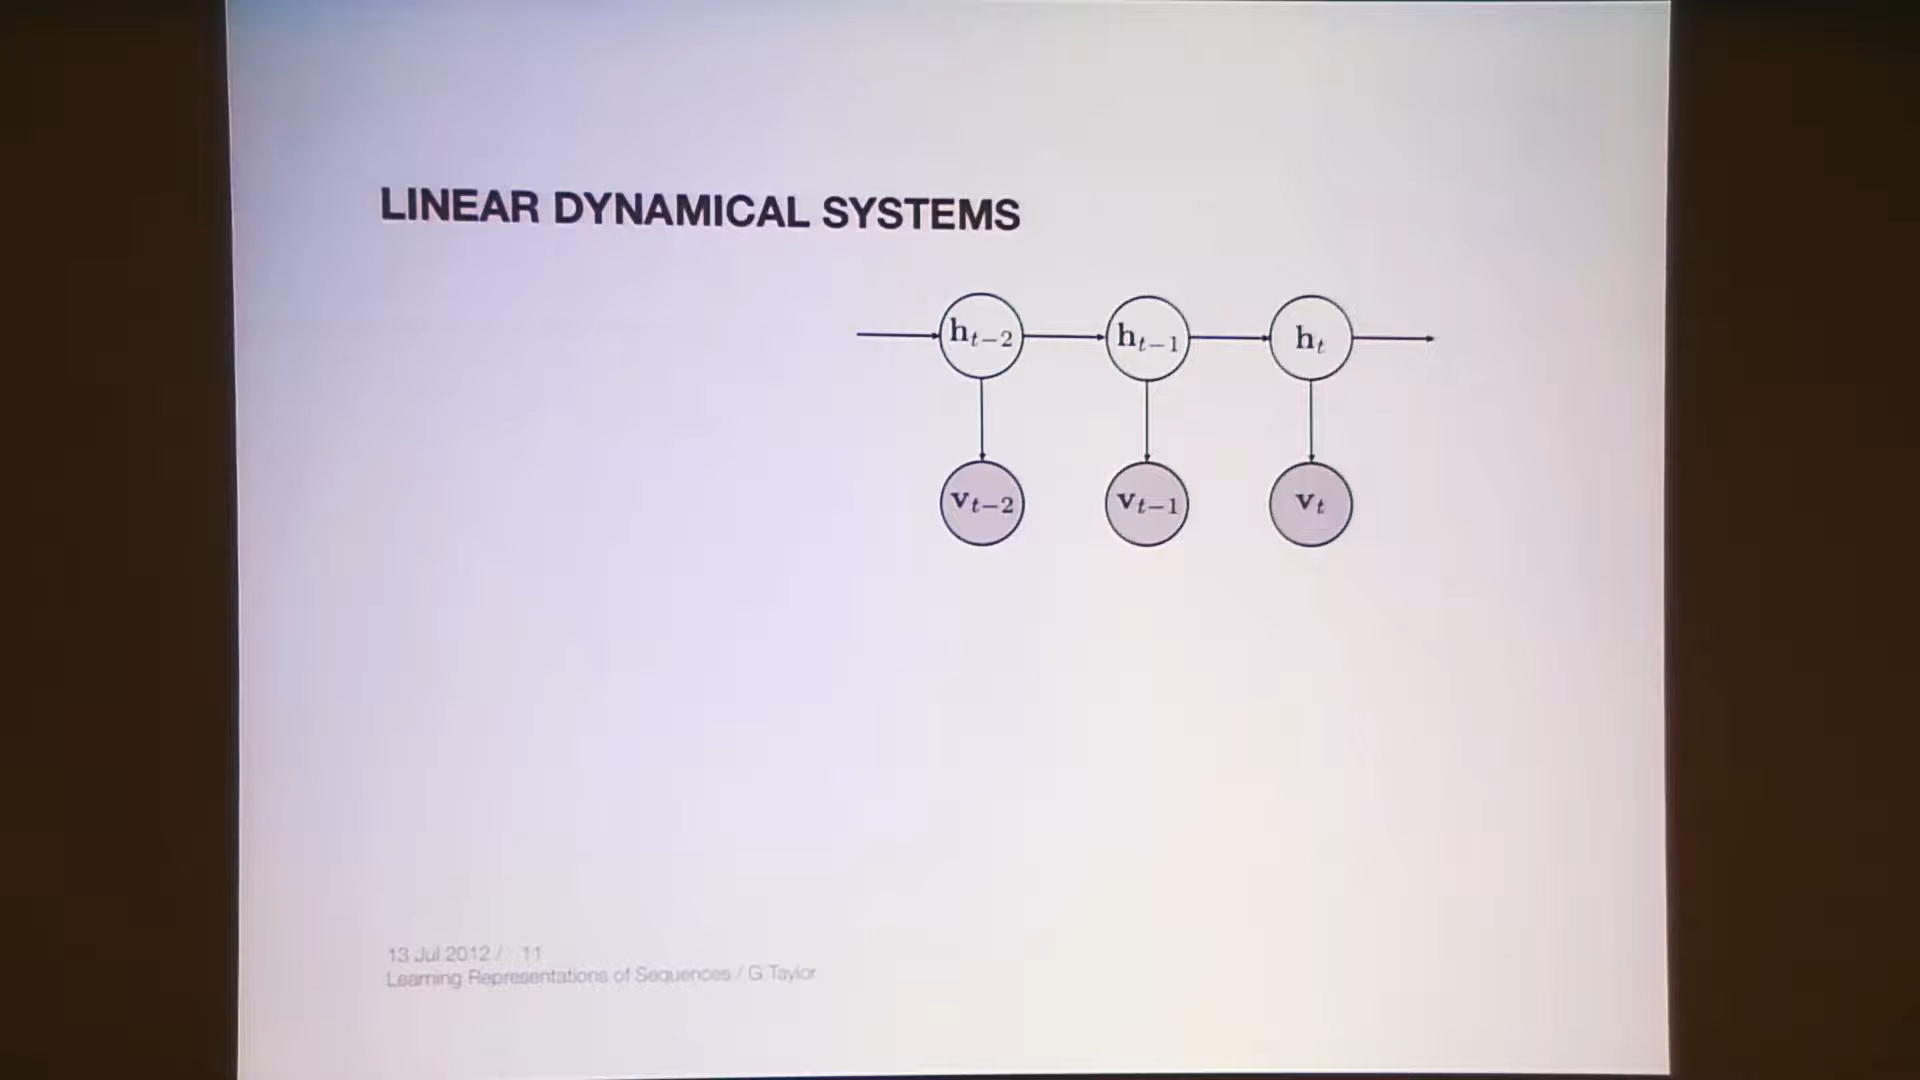 LINEAR DYNAMICAL SYSTEMS
h_{t-2} h_{t-1} h_t
v_{t-2} v_{t-1} v_t
13 Jul 2012 / 11
Learning Representations of Sequences / G Taylor